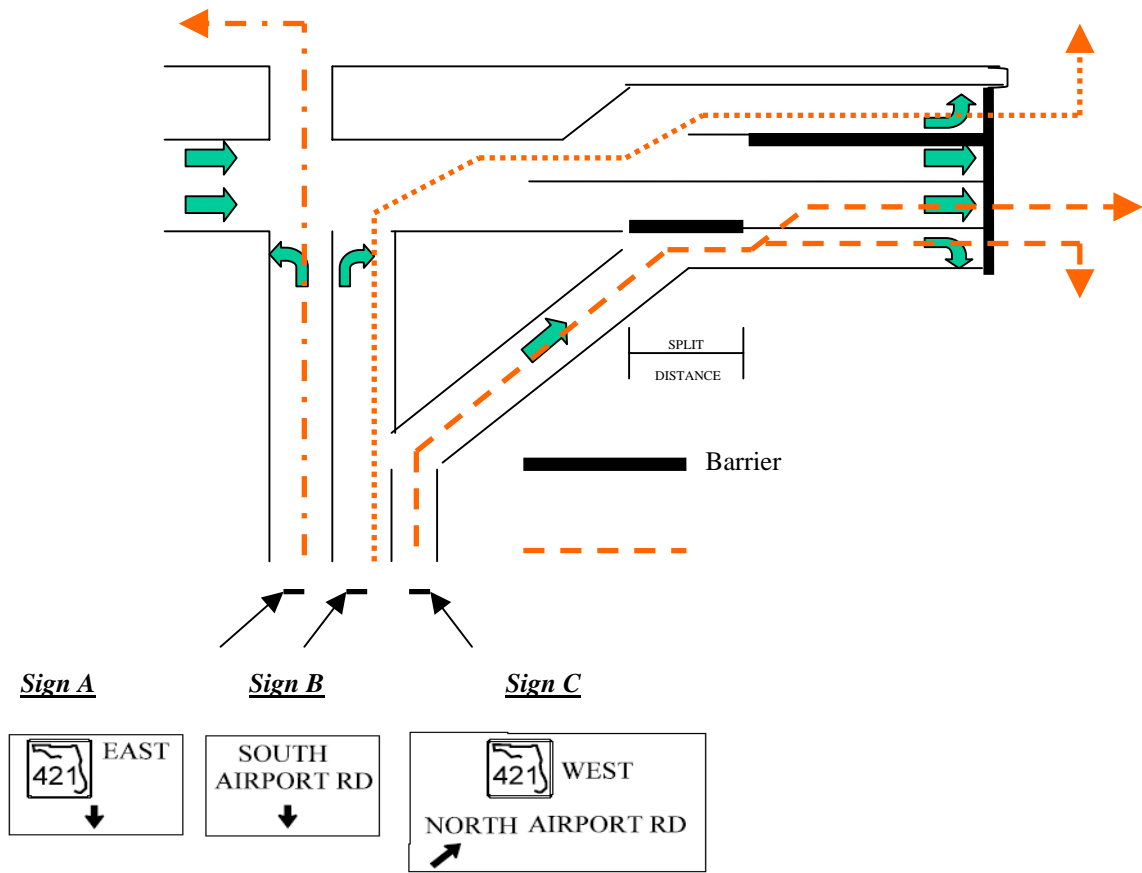 SPLIT
DISTANCE
Barrier
Sign A
Sign B
Sign C
421 EAST
SOUTH
AIRPORT RD
421 WEST
NORTH AIRPORT RD